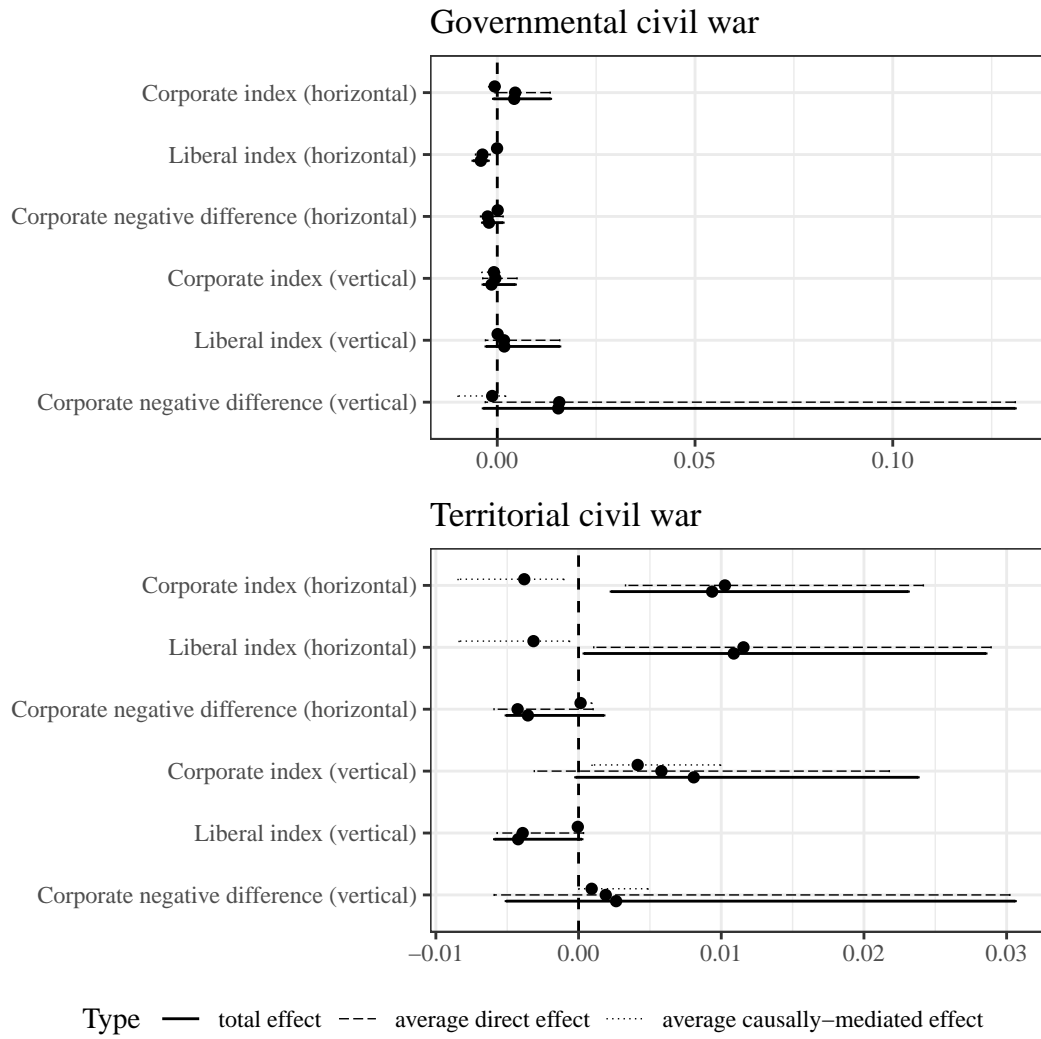 Governmental civil war
Corporate index (horizontal)
Liberal index (horizontal)
Corporate negative difference (horizontal)
Corporate index (vertical)
Liberal index (vertical)
Corporate negative difference (vertical)
0.00 0.05 0.10
Territorial civil war
Corporate index (horizontal)
Liberal index (horizontal)
Corporate negative difference (horizontal)
Corporate index (vertical)
Liberal index (vertical)
Corporate negative difference (vertical)
−0.01 0.00 0.01 0.02 0.03
Type total effect average direct effect average causally−mediated effect